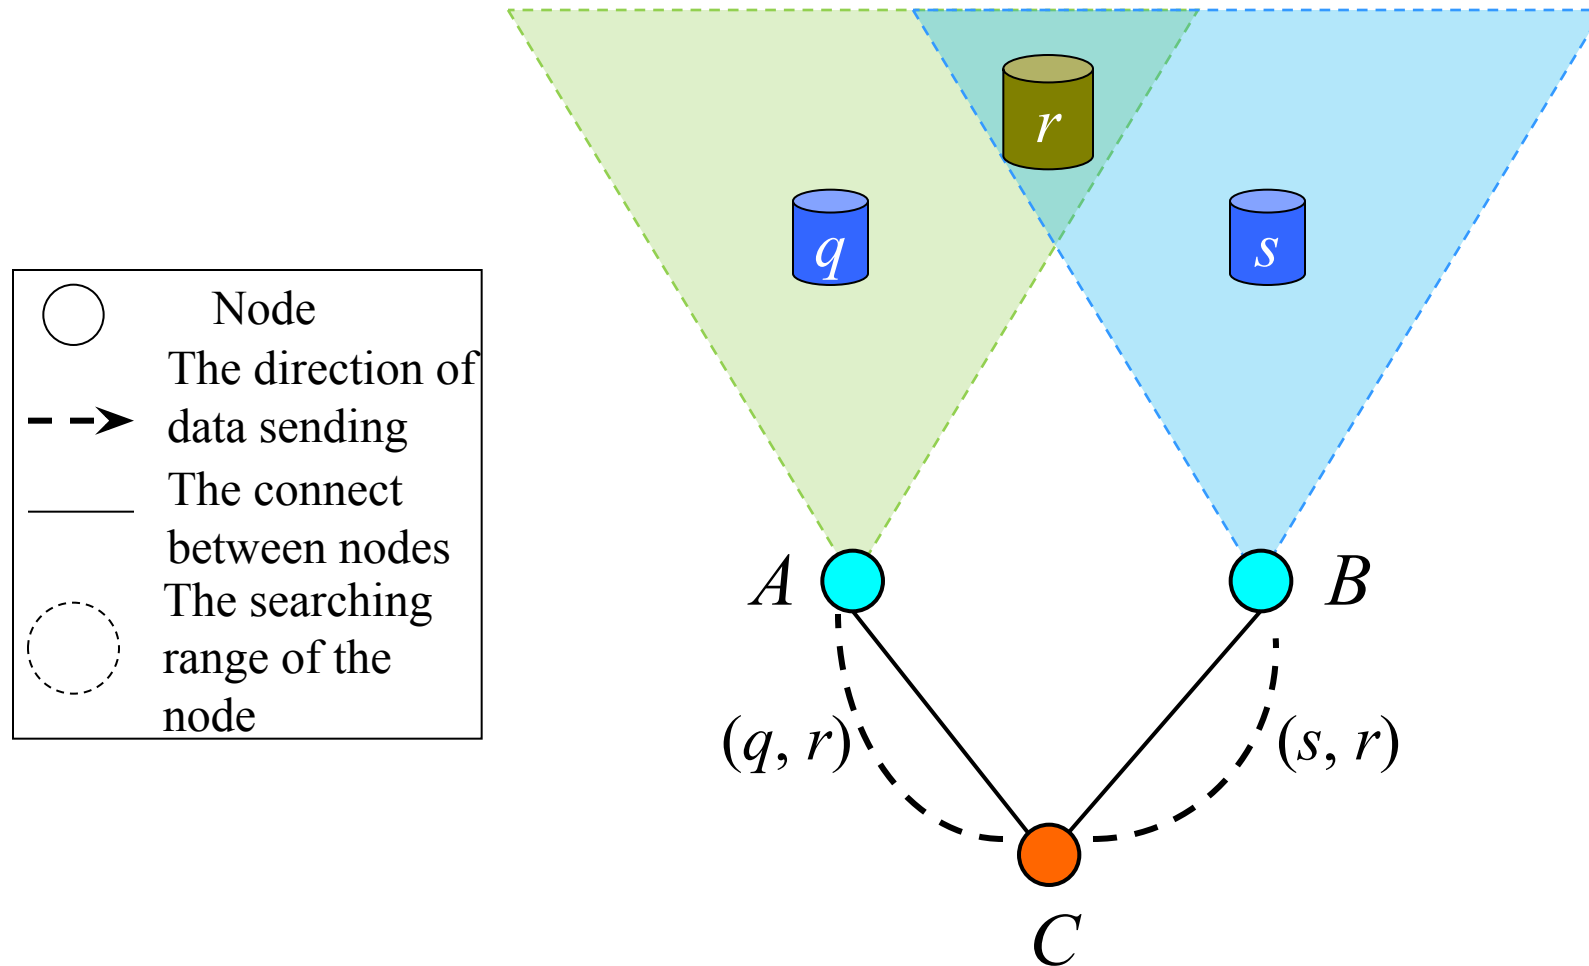 r
q
s
Node
The direction of
data sending
The connect
between nodes
The searching
range of the
node
A
B
(q, r)
(s, r)
C